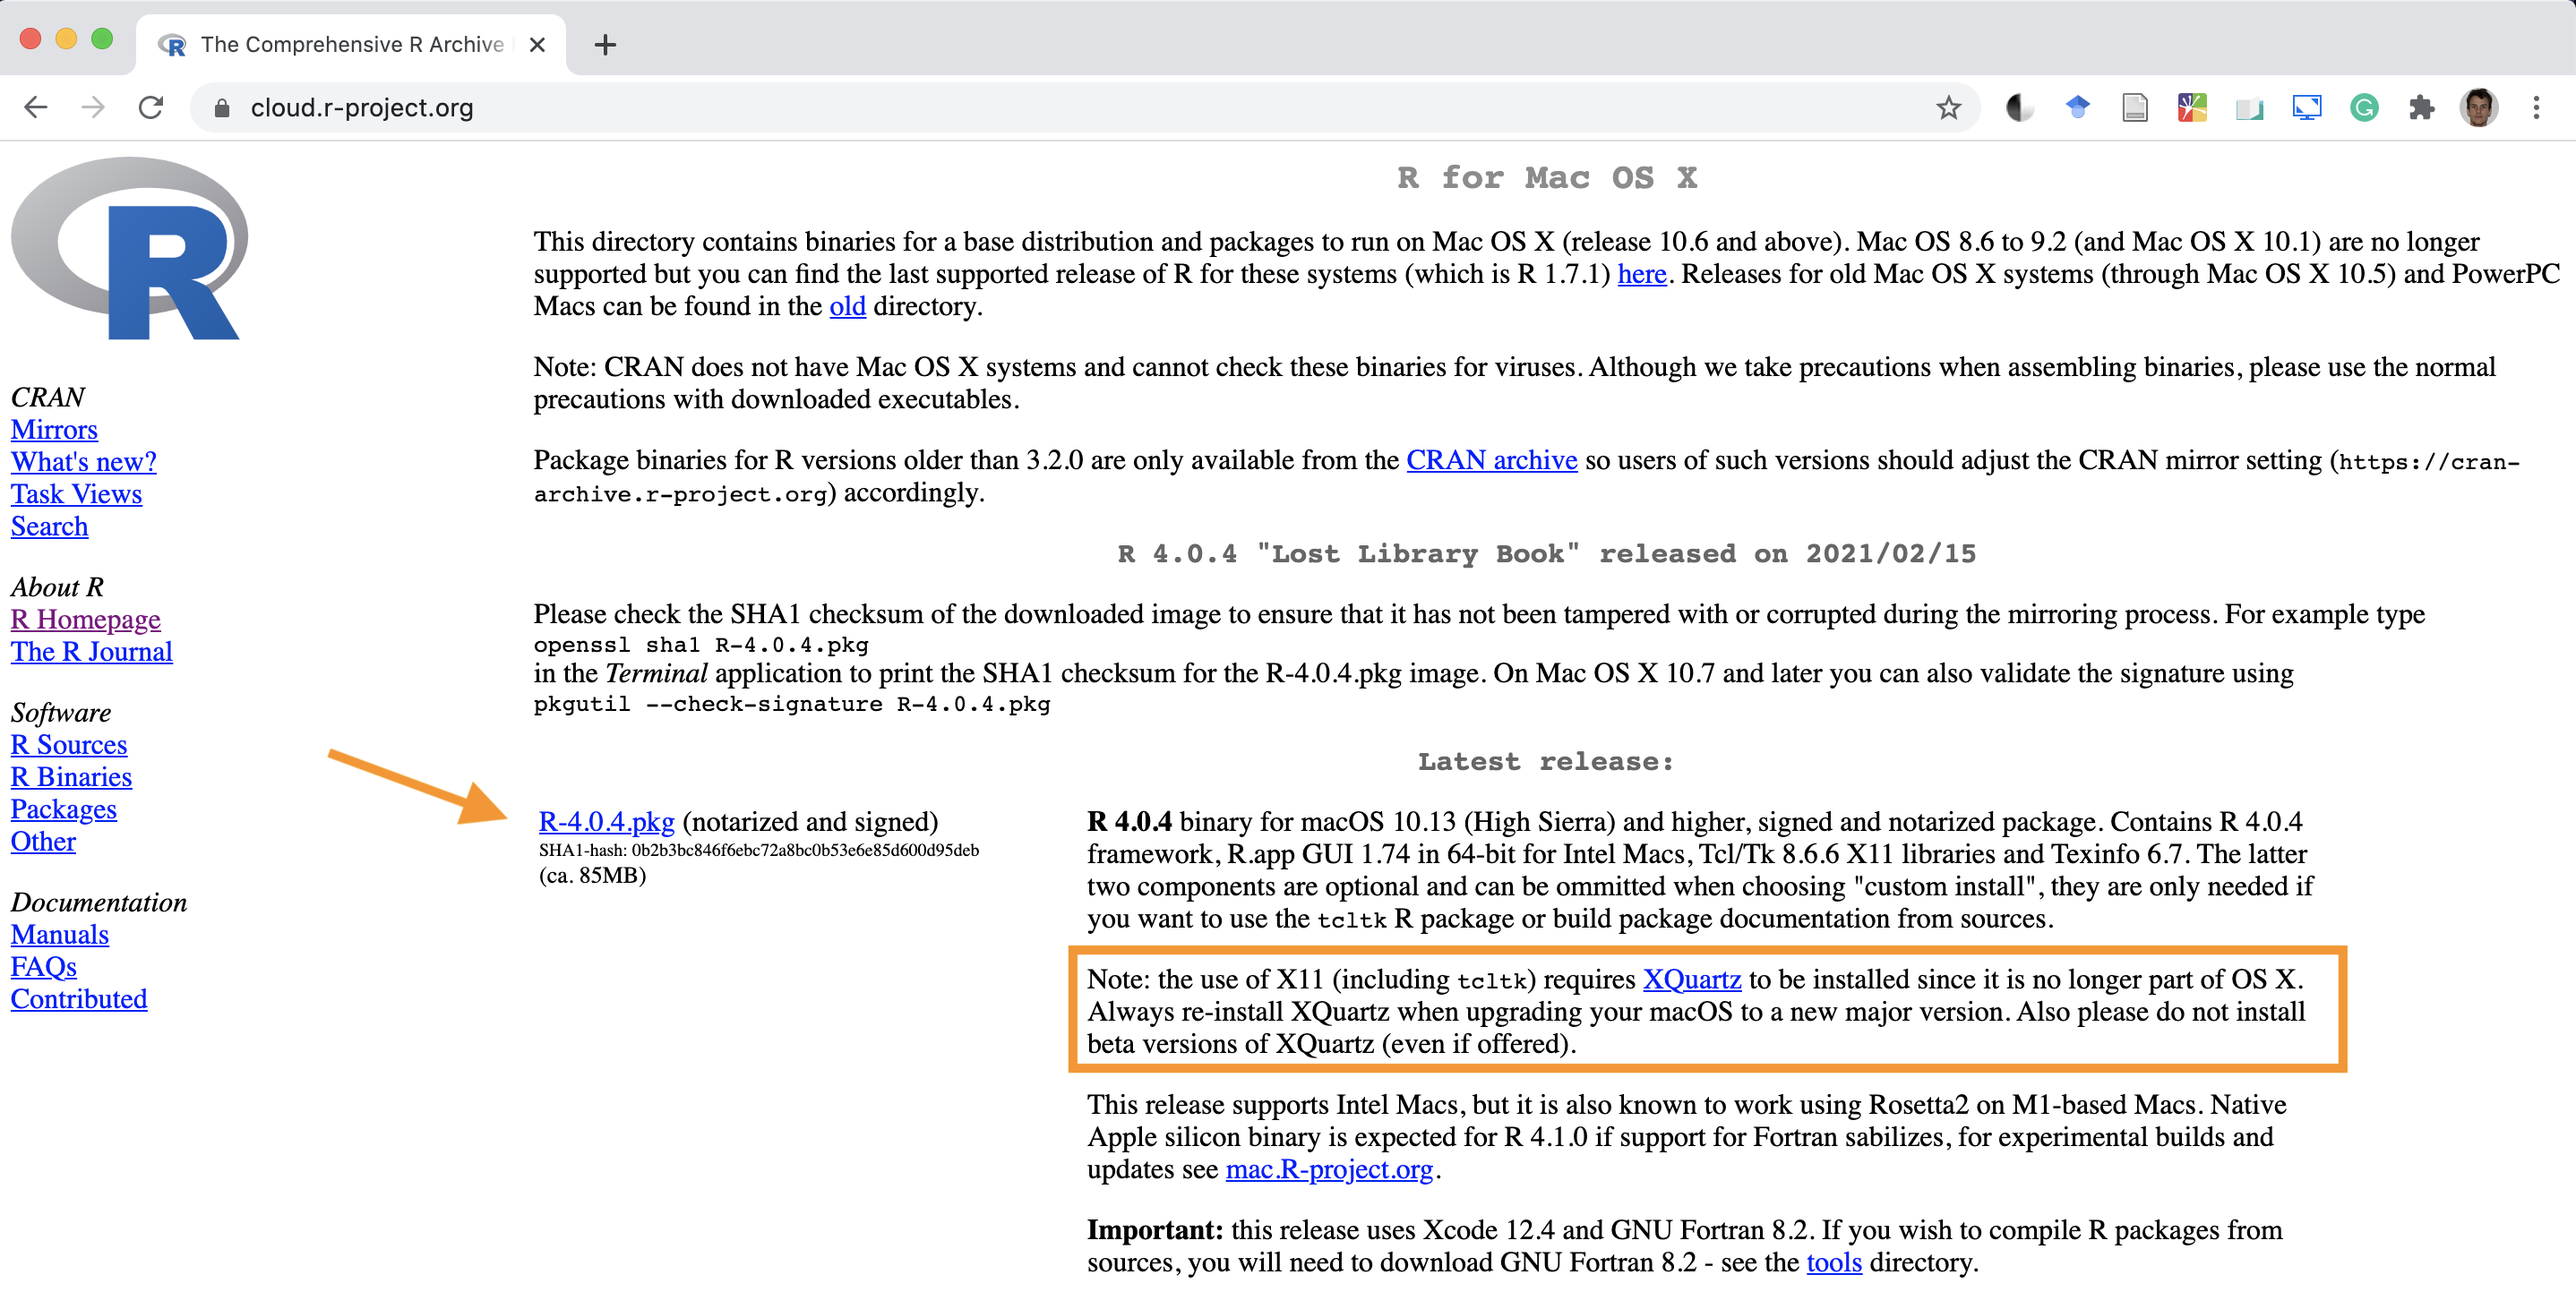 The Comprehensive R Archive
cloud.r-project.org
R
CRAN
Mirrors
What's new?
Task Views
Search
About R
R Homepage
The R Journal
Software
R Sources
R Binaries
Packages
Other
Documentation
Manuals
FAQs
Contributed
R for Mac OS X
This directory contains binaries for a base distribution and packages to run on Mac OS X (release 10.6 and above). Mac OS 8.6 to 9.2 (and Mac OS X 10.1) are no longer
supported but you can find the last supported release of R for these systems (which is R 1.7.1) here. Releases for old Mac OS X systems (through Mac OS X 10.5) and PowerPC
Macs can be found in the old directory.
Note: CRAN does not have Mac OS X systems and cannot check these binaries for viruses. Although we take precautions when assembling binaries, please use the normal
precautions with downloaded executables.
Package binaries for R versions older than 3.2.0 are only available from the CRAN archive so users of such versions should adjust the CRAN mirror setting (https://cran-
archive.r-project.org) accordingly.
R 4.0.4 "Lost Library Book" released on 2021/02/15
Please check the SHA1 checksum of the downloaded image to ensure that it has not been tampered with or corrupted during the mirroring process. For example type
openssl sha1 R-4.0.4.pkg
in the Terminal application to print the SHA1 checksum for the R-4.0.4.pkg image. On Mac OS X 10.7 and later you can also validate the signature using
pkgutil --check-signature R-4.0.4.pkg
Latest release:
R-4.0.4.pkg (notarized and signed)
SHA1-hash: 0b2b3bc846f6ebc72a8bc0b53e6e85d600d95deb
(ca. 85MB)
R 4.0.4 binary for macOS 10.13 (High Sierra) and higher, signed and notarized package. Contains R 4.0.4
framework, R.app GUI 1.74 in 64-bit for Intel Macs, Tcl/Tk 8.6.6 X11 libraries and Texinfo 6.7. The latter
two components are optional and can be ommitted when choosing "custom install", they are only needed if
you want to use the tcltk R package or build package documentation from sources.
Note: the use of X11 (including tcltk) requires XQuartz to be installed since it is no longer part of OS X.
Always re-install XQuartz when upgrading your macOS to a new major version. Also please do not install
beta versions of XQuartz (even if offered).
This release supports Intel Macs, but it is also known to work using Rosetta2 on M1-based Macs. Native
Apple silicon binary is expected for R 4.1.0 if support for Fortran sabilizes, for experimental builds and
updates see mac.R-project.org.
Important: this release uses Xcode 12.4 and GNU Fortran 8.2. If you wish to compile R packages from
sources, you will need to download GNU Fortran 8.2 - see the tools directory.